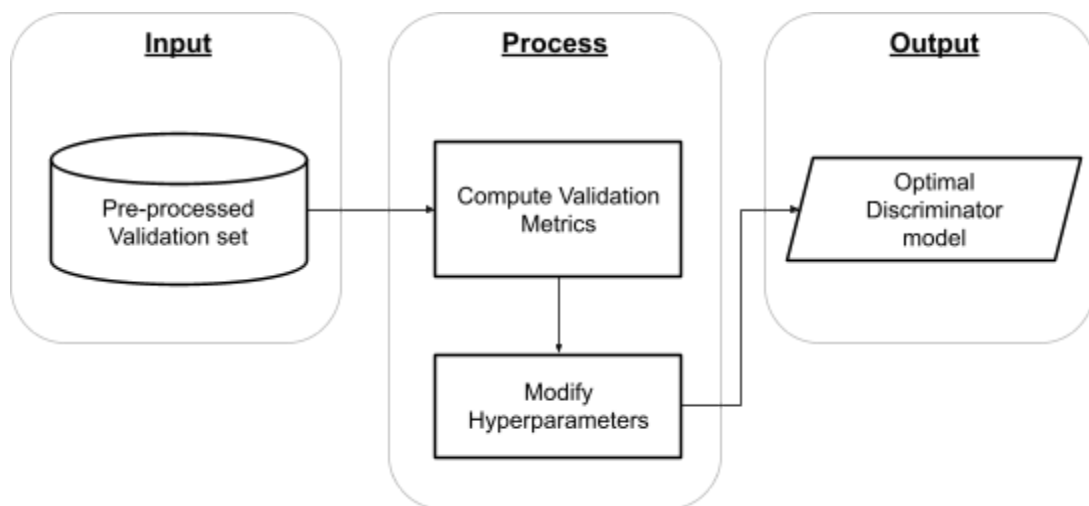 Input
Process
Output
Pre-processed
Validation set
Compute Validation
Metrics
Modify
Hyperparameters
Optimal
Discriminator
model